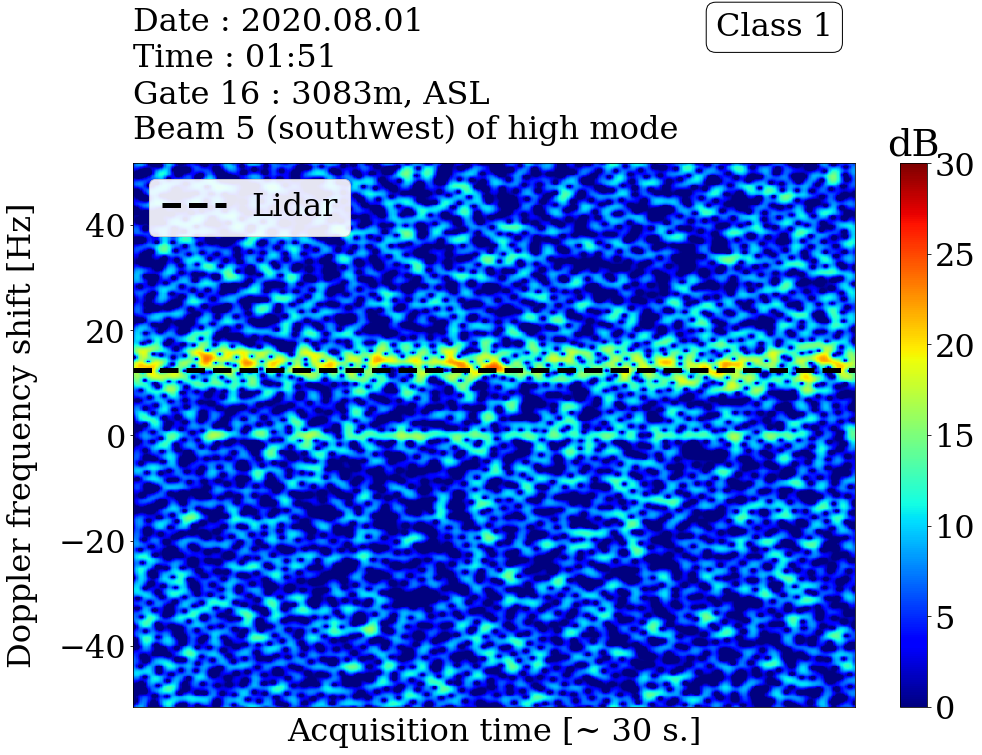 Date : 2020.08.01
Time : 01:51
Gate 16 : 3083m, ASL
Beam 5 (southwest) of high mode
Class 1
dB
Lidar
Doppler frequency shift [Hz]
40
20
0
−20
−40
30
25
20
15
10
5
0
Acquisition time [~ 30 s.]